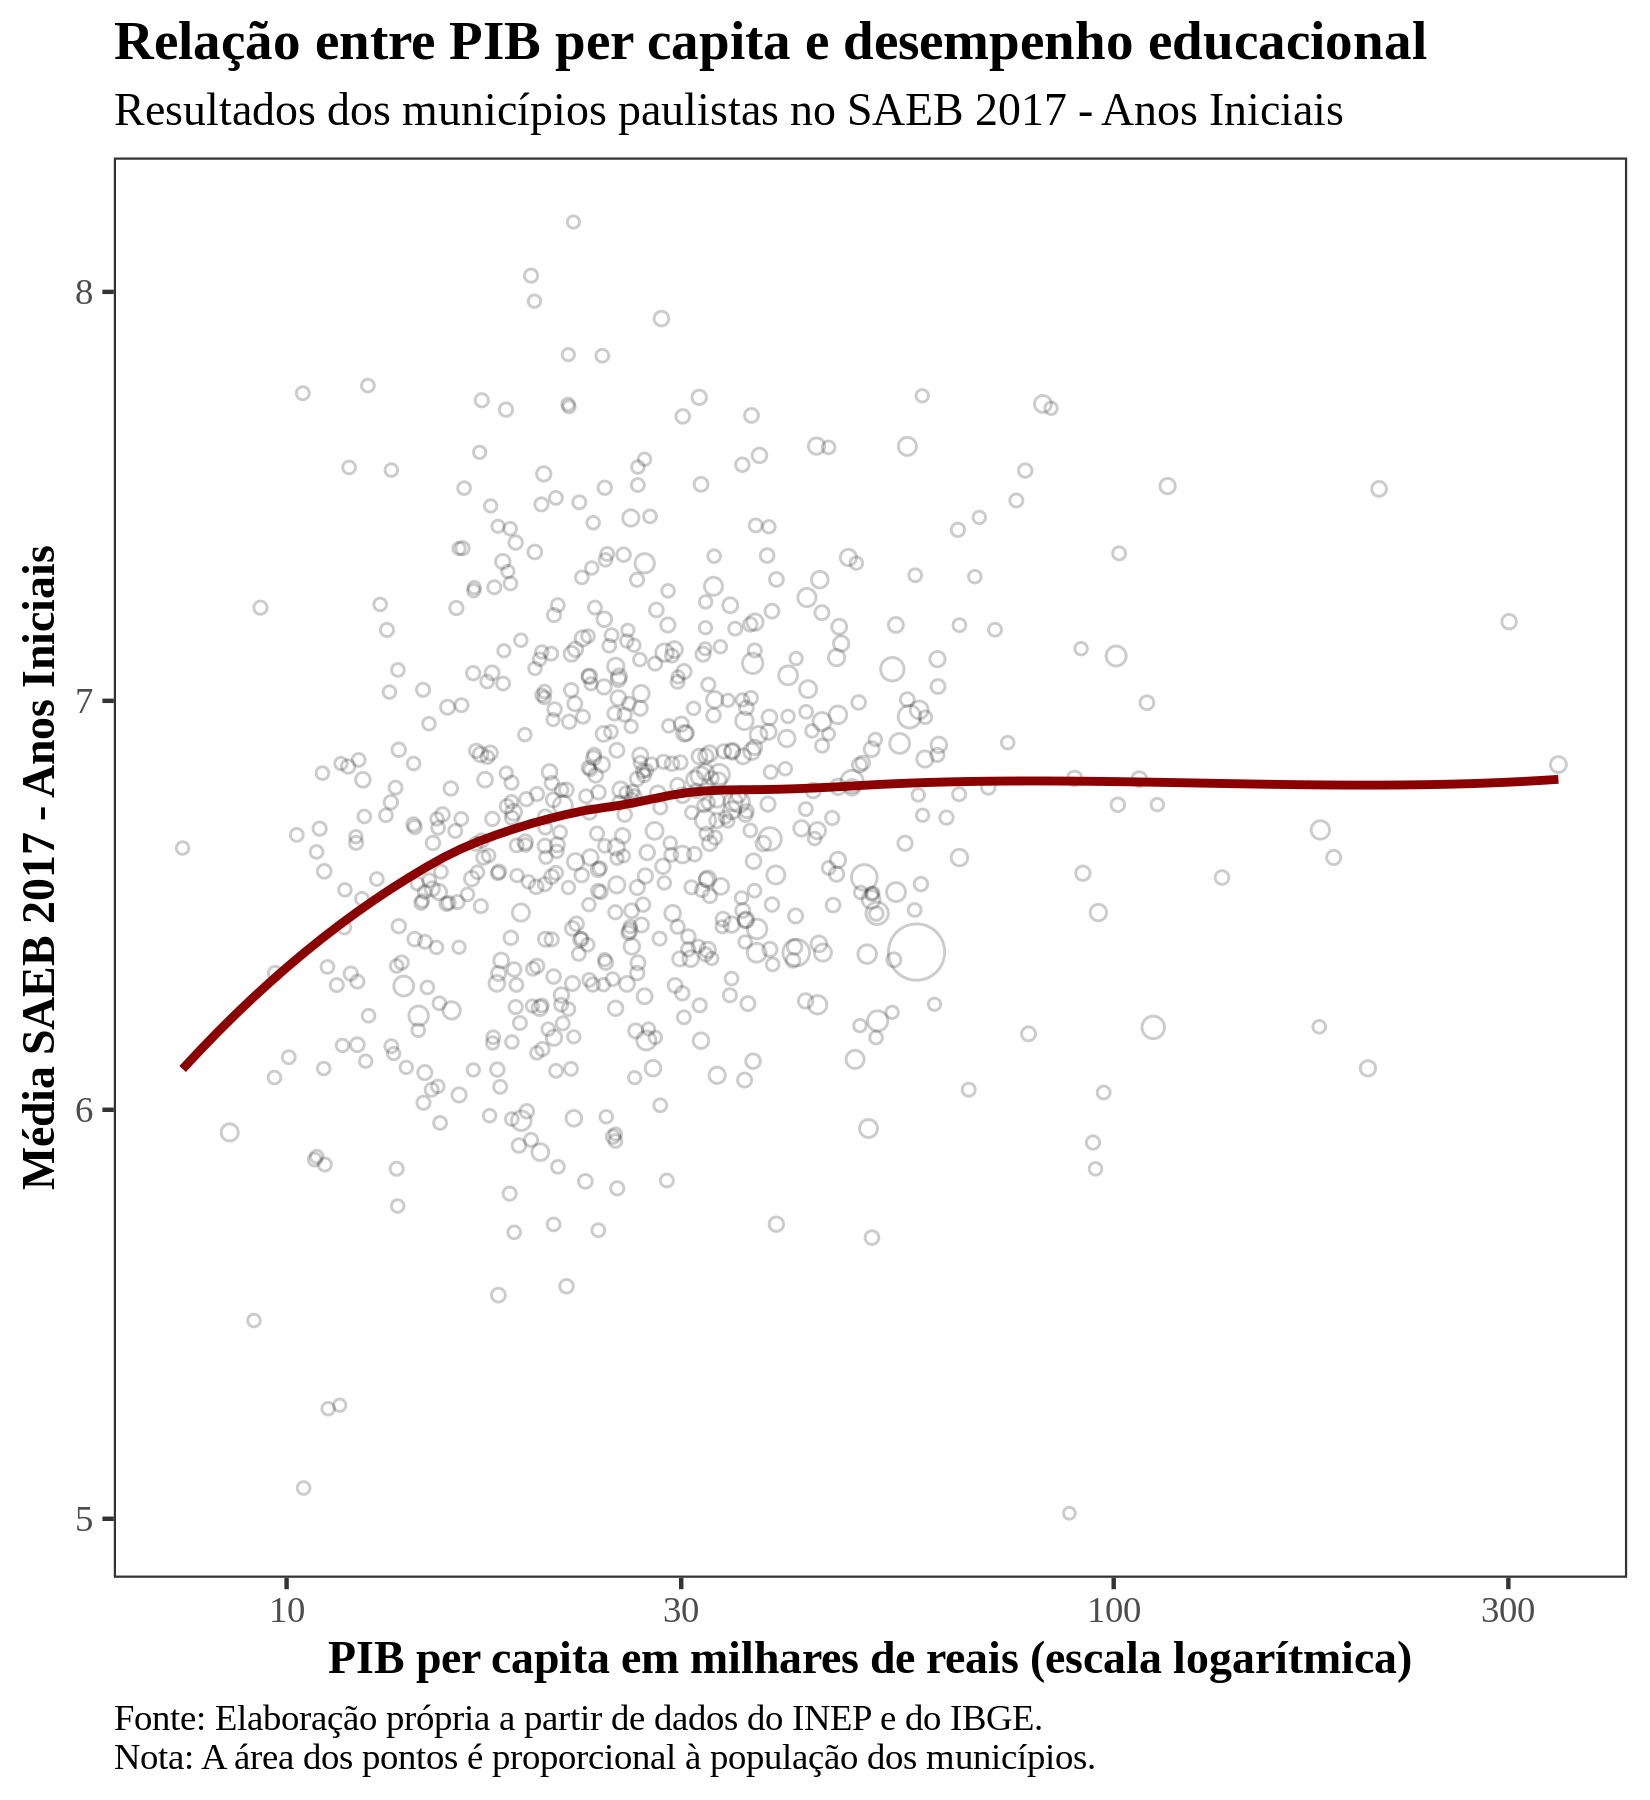 Relação entre PIB per capita e desempenho educacional
Resultados dos municípios paulistas no SAEB 2017 - Anos Iniciais
Média SAEB 2017 - Anos Iniciais
8
7
6
5
10
30
100
300
PIB per capita em milhares de reais (escala logarítmica)
Fonte: Elaboração própria a partir de dados do INEP e do IBGE.
Nota: A área dos pontos é proporcional à população dos municípios.